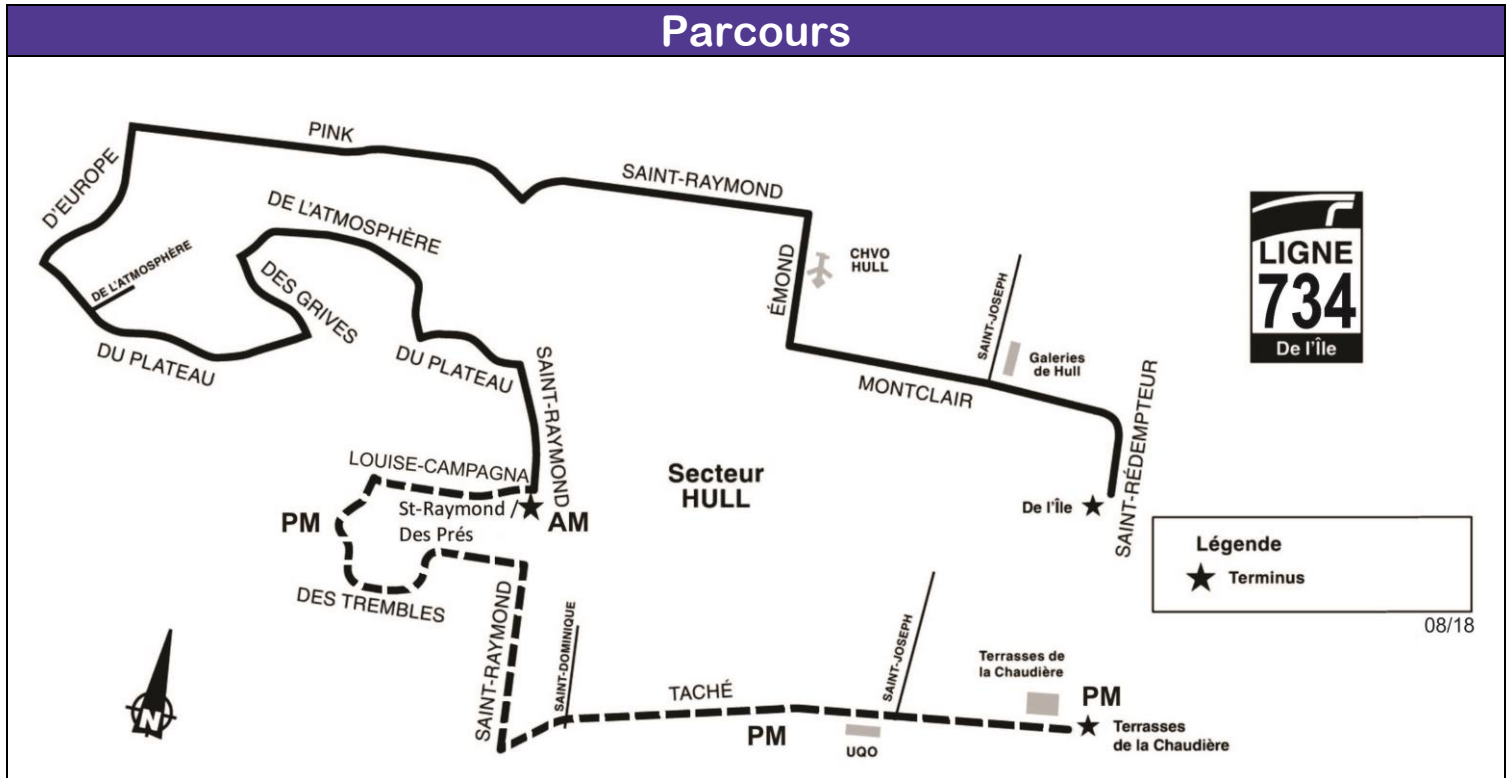 Parcours
PINK
D'EUROPE
SAINT-RAYMOND
DE L'ATMOSPHÈRE
DE L'ATMOSPHÈRE
DES GRIVES
DU PLATEAU
DU PLATEAU
SAINT-RAYMOND
ÉMOND
CHVO
HULL
SAINT-JOSEPH
Galeries
de Hull
MONTCLAIR
SAINT-RÉDEMPTEUR
LIGNE
734
De l'Île
LOUISE-CAMPAGNA
St-Raymond /
Des Prés
AM
PM
DES TREMBLES
SAINT-RAYMOND
Secteur
HULL
De l'Île
Légende
Terminus
08/18
SAINT-DOMINIQUE
TACHÉ
PM
SAINT-JOSEPH
UQO
Terrasses de
la Chaudière
PM
Terrasses
de la Chaudière
N